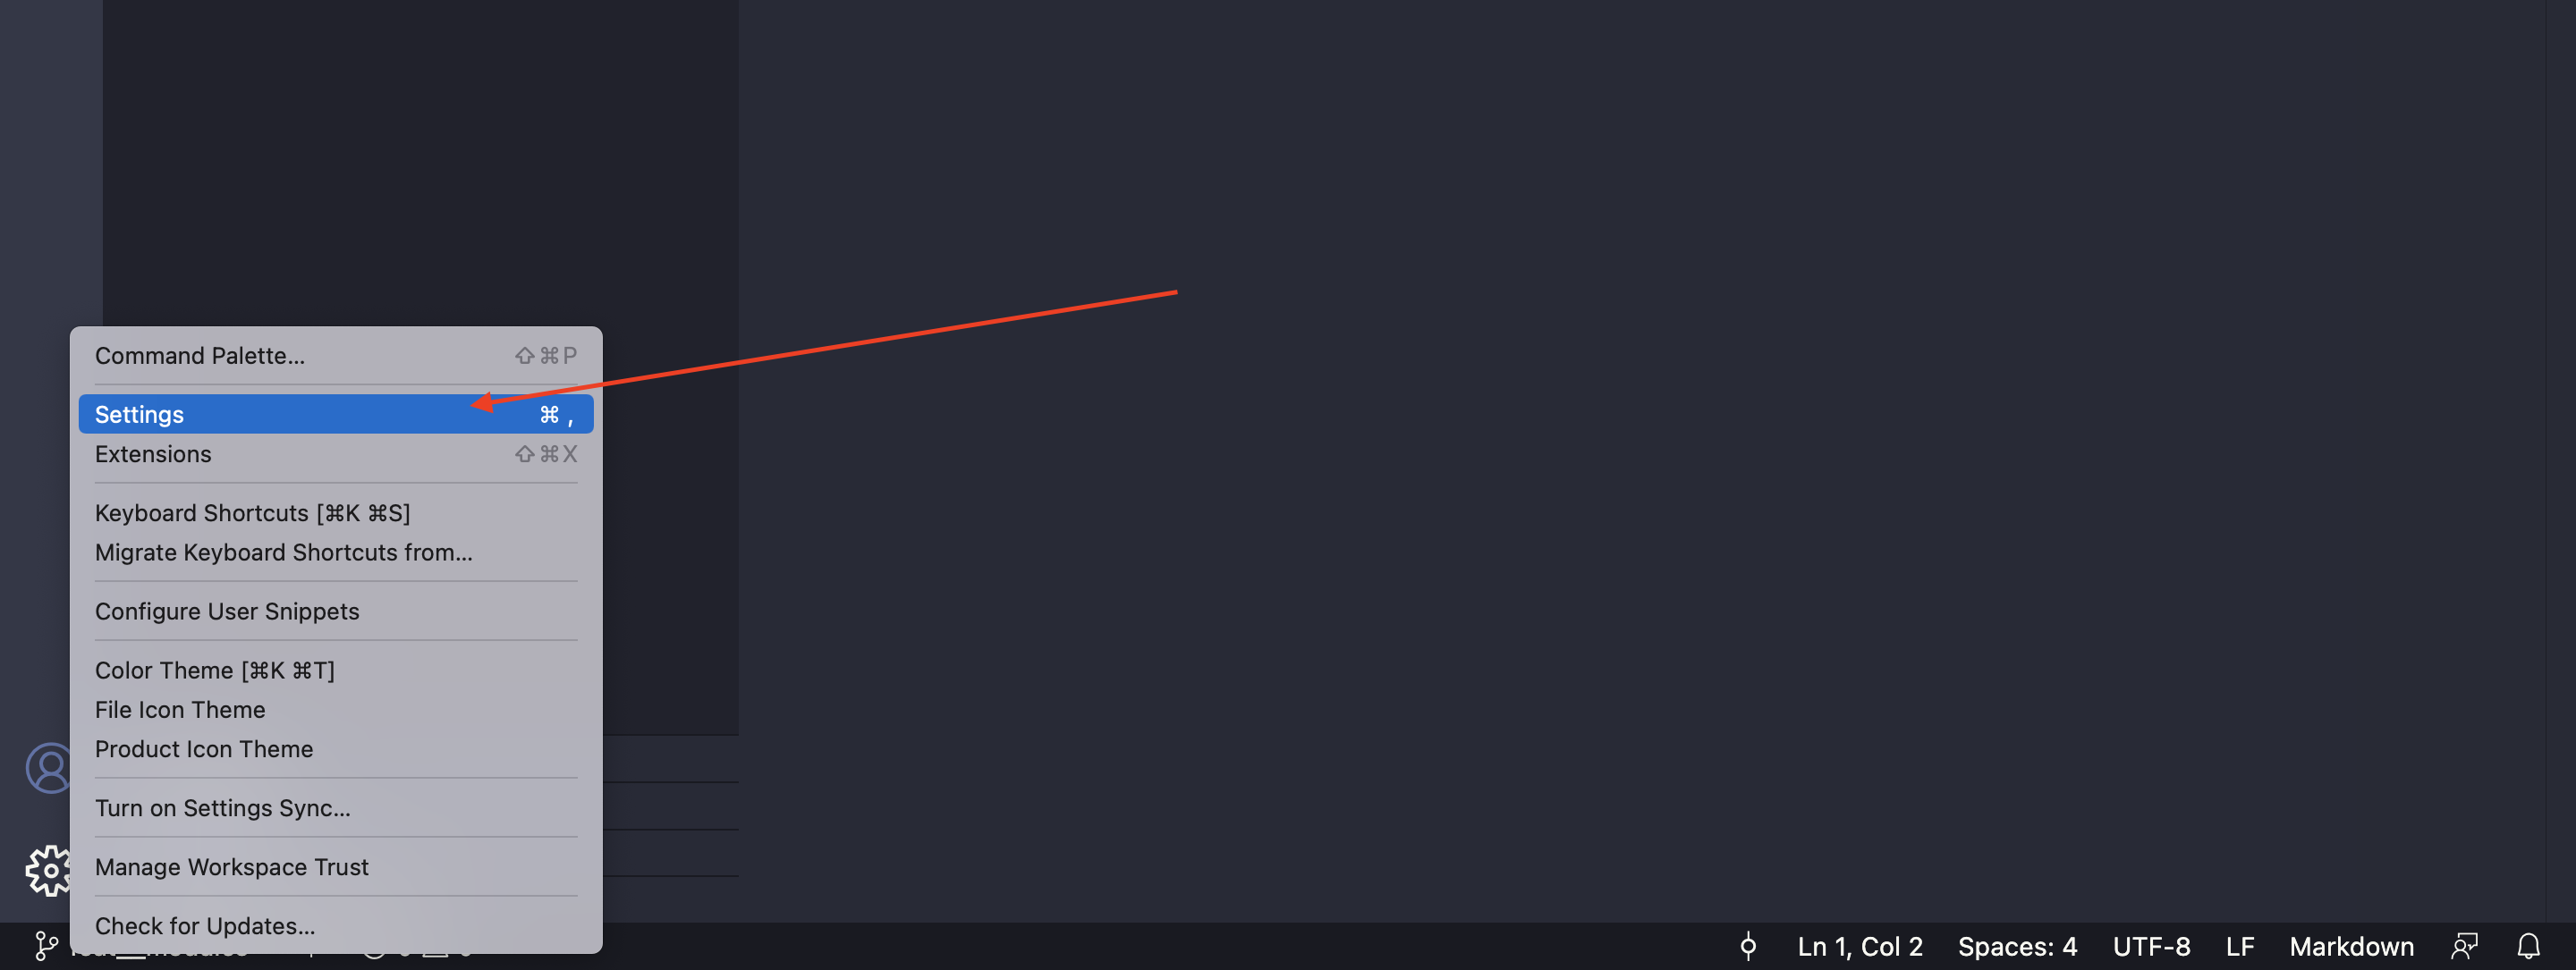 Command Palette... ⇧⌘P
Settings ⌘ ,
Extensions ⇧⌘X
Keyboard Shortcuts [⌘K ⌘S]
Migrate Keyboard Shortcuts from...
Configure User Snippets
Color Theme [⌘K ⌘T]
File Icon Theme
Product Icon Theme
Turn on Settings Sync...
Manage Workspace Trust
Check for Updates...
Ln 1, Col 2 Spaces: 4 UTF-8 LF Markdown